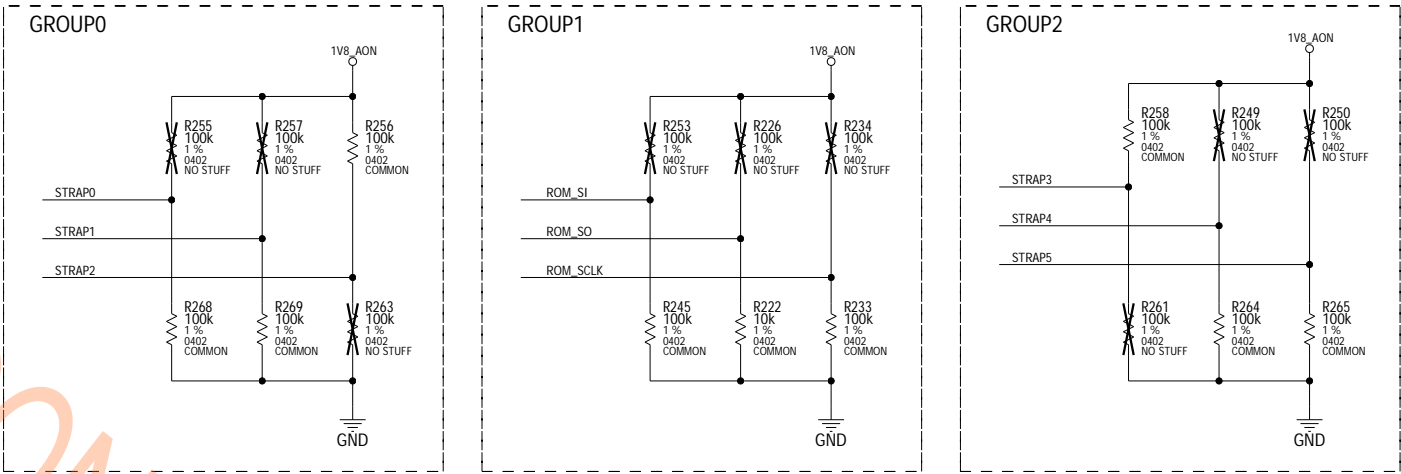 GROUP0
1V8_AON
R255
100k
1 %
0402
NO STUFF
R257
100k
1 %
0402
NO STUFF
R256
100k
1 %
0402
COMMON
STRAP0
STRAP1
STRAP2
R268
100k
1 %
0402
COMMON
R269
100k
1 %
0402
COMMON
R263
100k
1 %
0402
NO STUFF
GND
GROUP1
1V8_AON
R253
100k
1 %
0402
NO STUFF
R226
100k
1 %
0402
NO STUFF
R234
100k
1 %
0402
NO STUFF
ROM_SI
ROM_SO
ROM_SCLK
R245
100k
1 %
0402
COMMON
R222
10k
1 %
0402
COMMON
R233
100k
1 %
0402
COMMON
GND
GROUP2
1V8_AON
R258
100k
1 %
0402
COMMON
R249
100k
1 %
0402
NO STUFF
R250
100k
1 %
0402
NO STUFF
STRAP3
STRAP4
STRAP5
R261
100k
1 %
0402
NO STUFF
R264
100k
1 %
0402
COMMON
R265
100k
1 %
0402
COMMON
GND